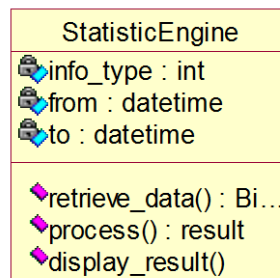 StatisticEngine
info_type : int
from : datetime
to : datetime
retrieve_data() : Bi...
process() : result
display_result()